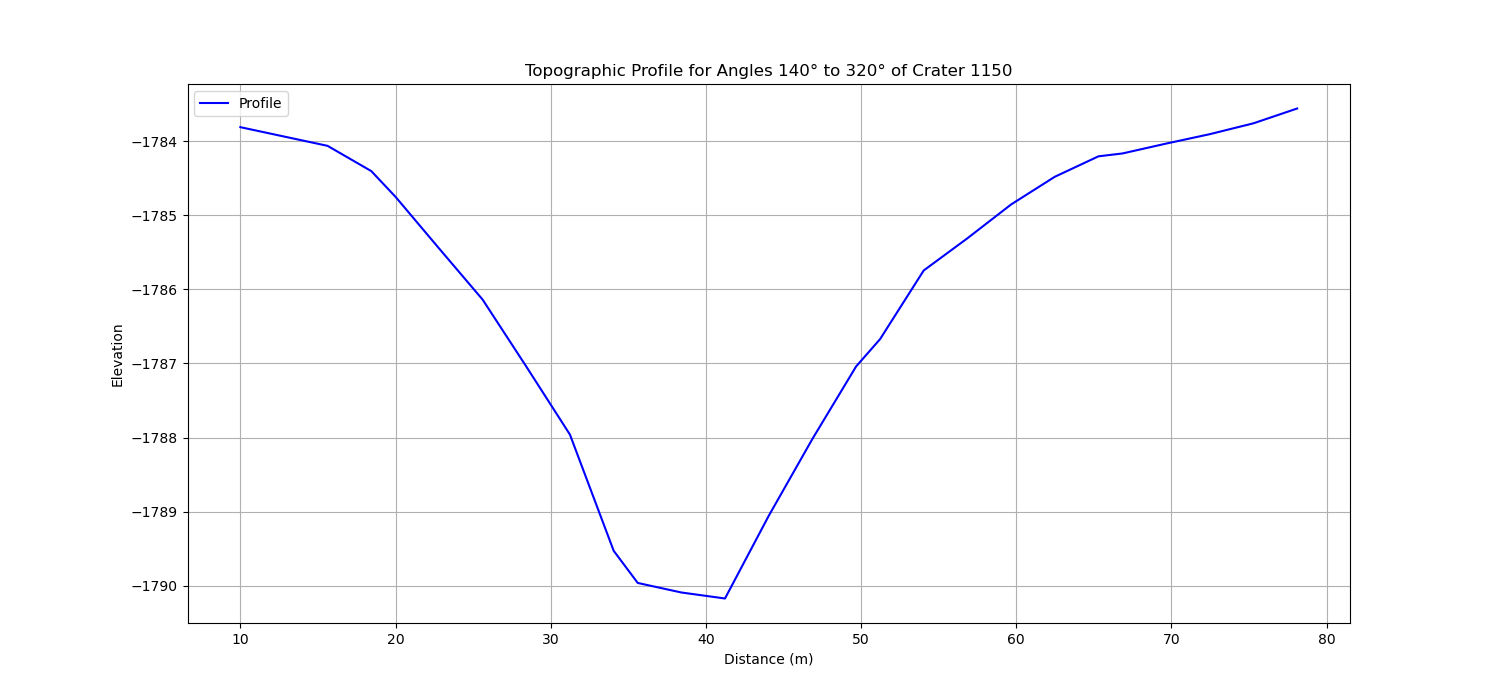 Topographic Profile for Angles 140° to 320° of Crater 1150
Profile
−1784
−1785
−1786
−1787
−1788
−1789
−1790
Elevation
10 20 30 40 50 60 70 80
Distance (m)